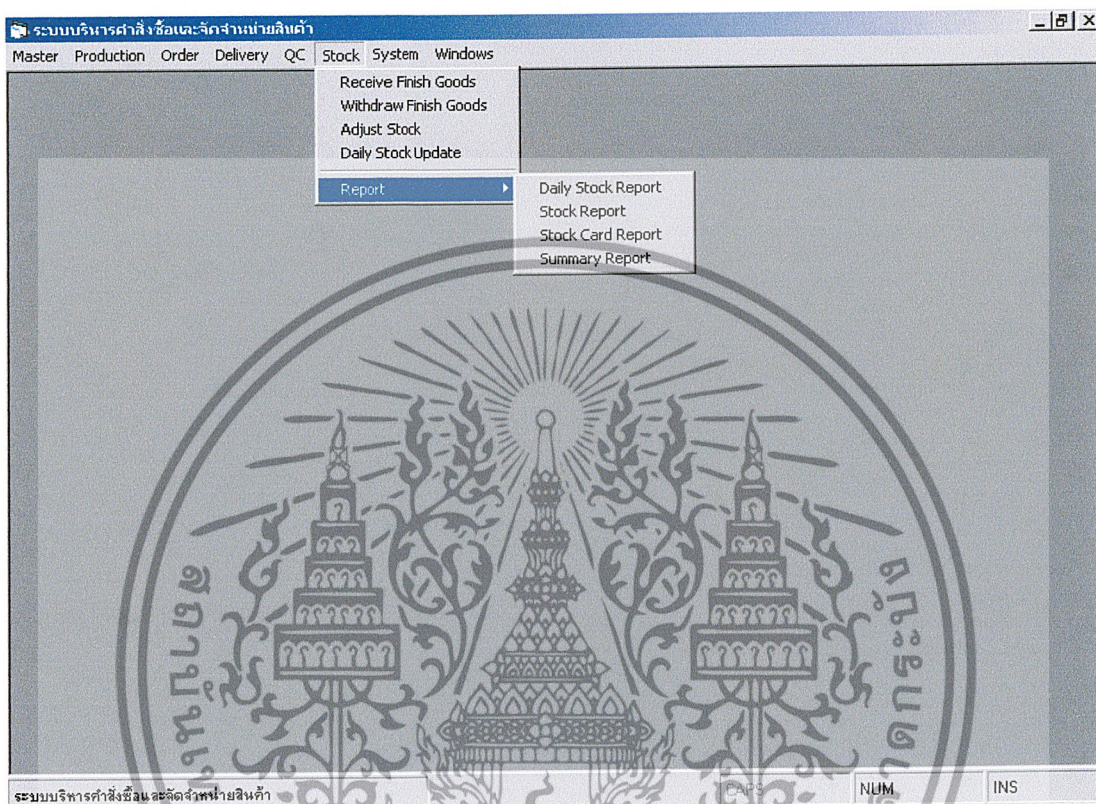 ระบบบริหารคำสั่งซื้อและจัดจำหน่ายสินค้า
Master Production Order Delivery QC Stock System Windows
Receive Finish Goods
Withdraw Finish Goods
Adjust Stock
Daily Stock Update
Report
Daily Stock Report
Stock Report
Stock Card Report
Summary Report
ระบบบริหารคำสั่งซื้อและจัดจำหน่ายสินค้า CAPS NUM INS